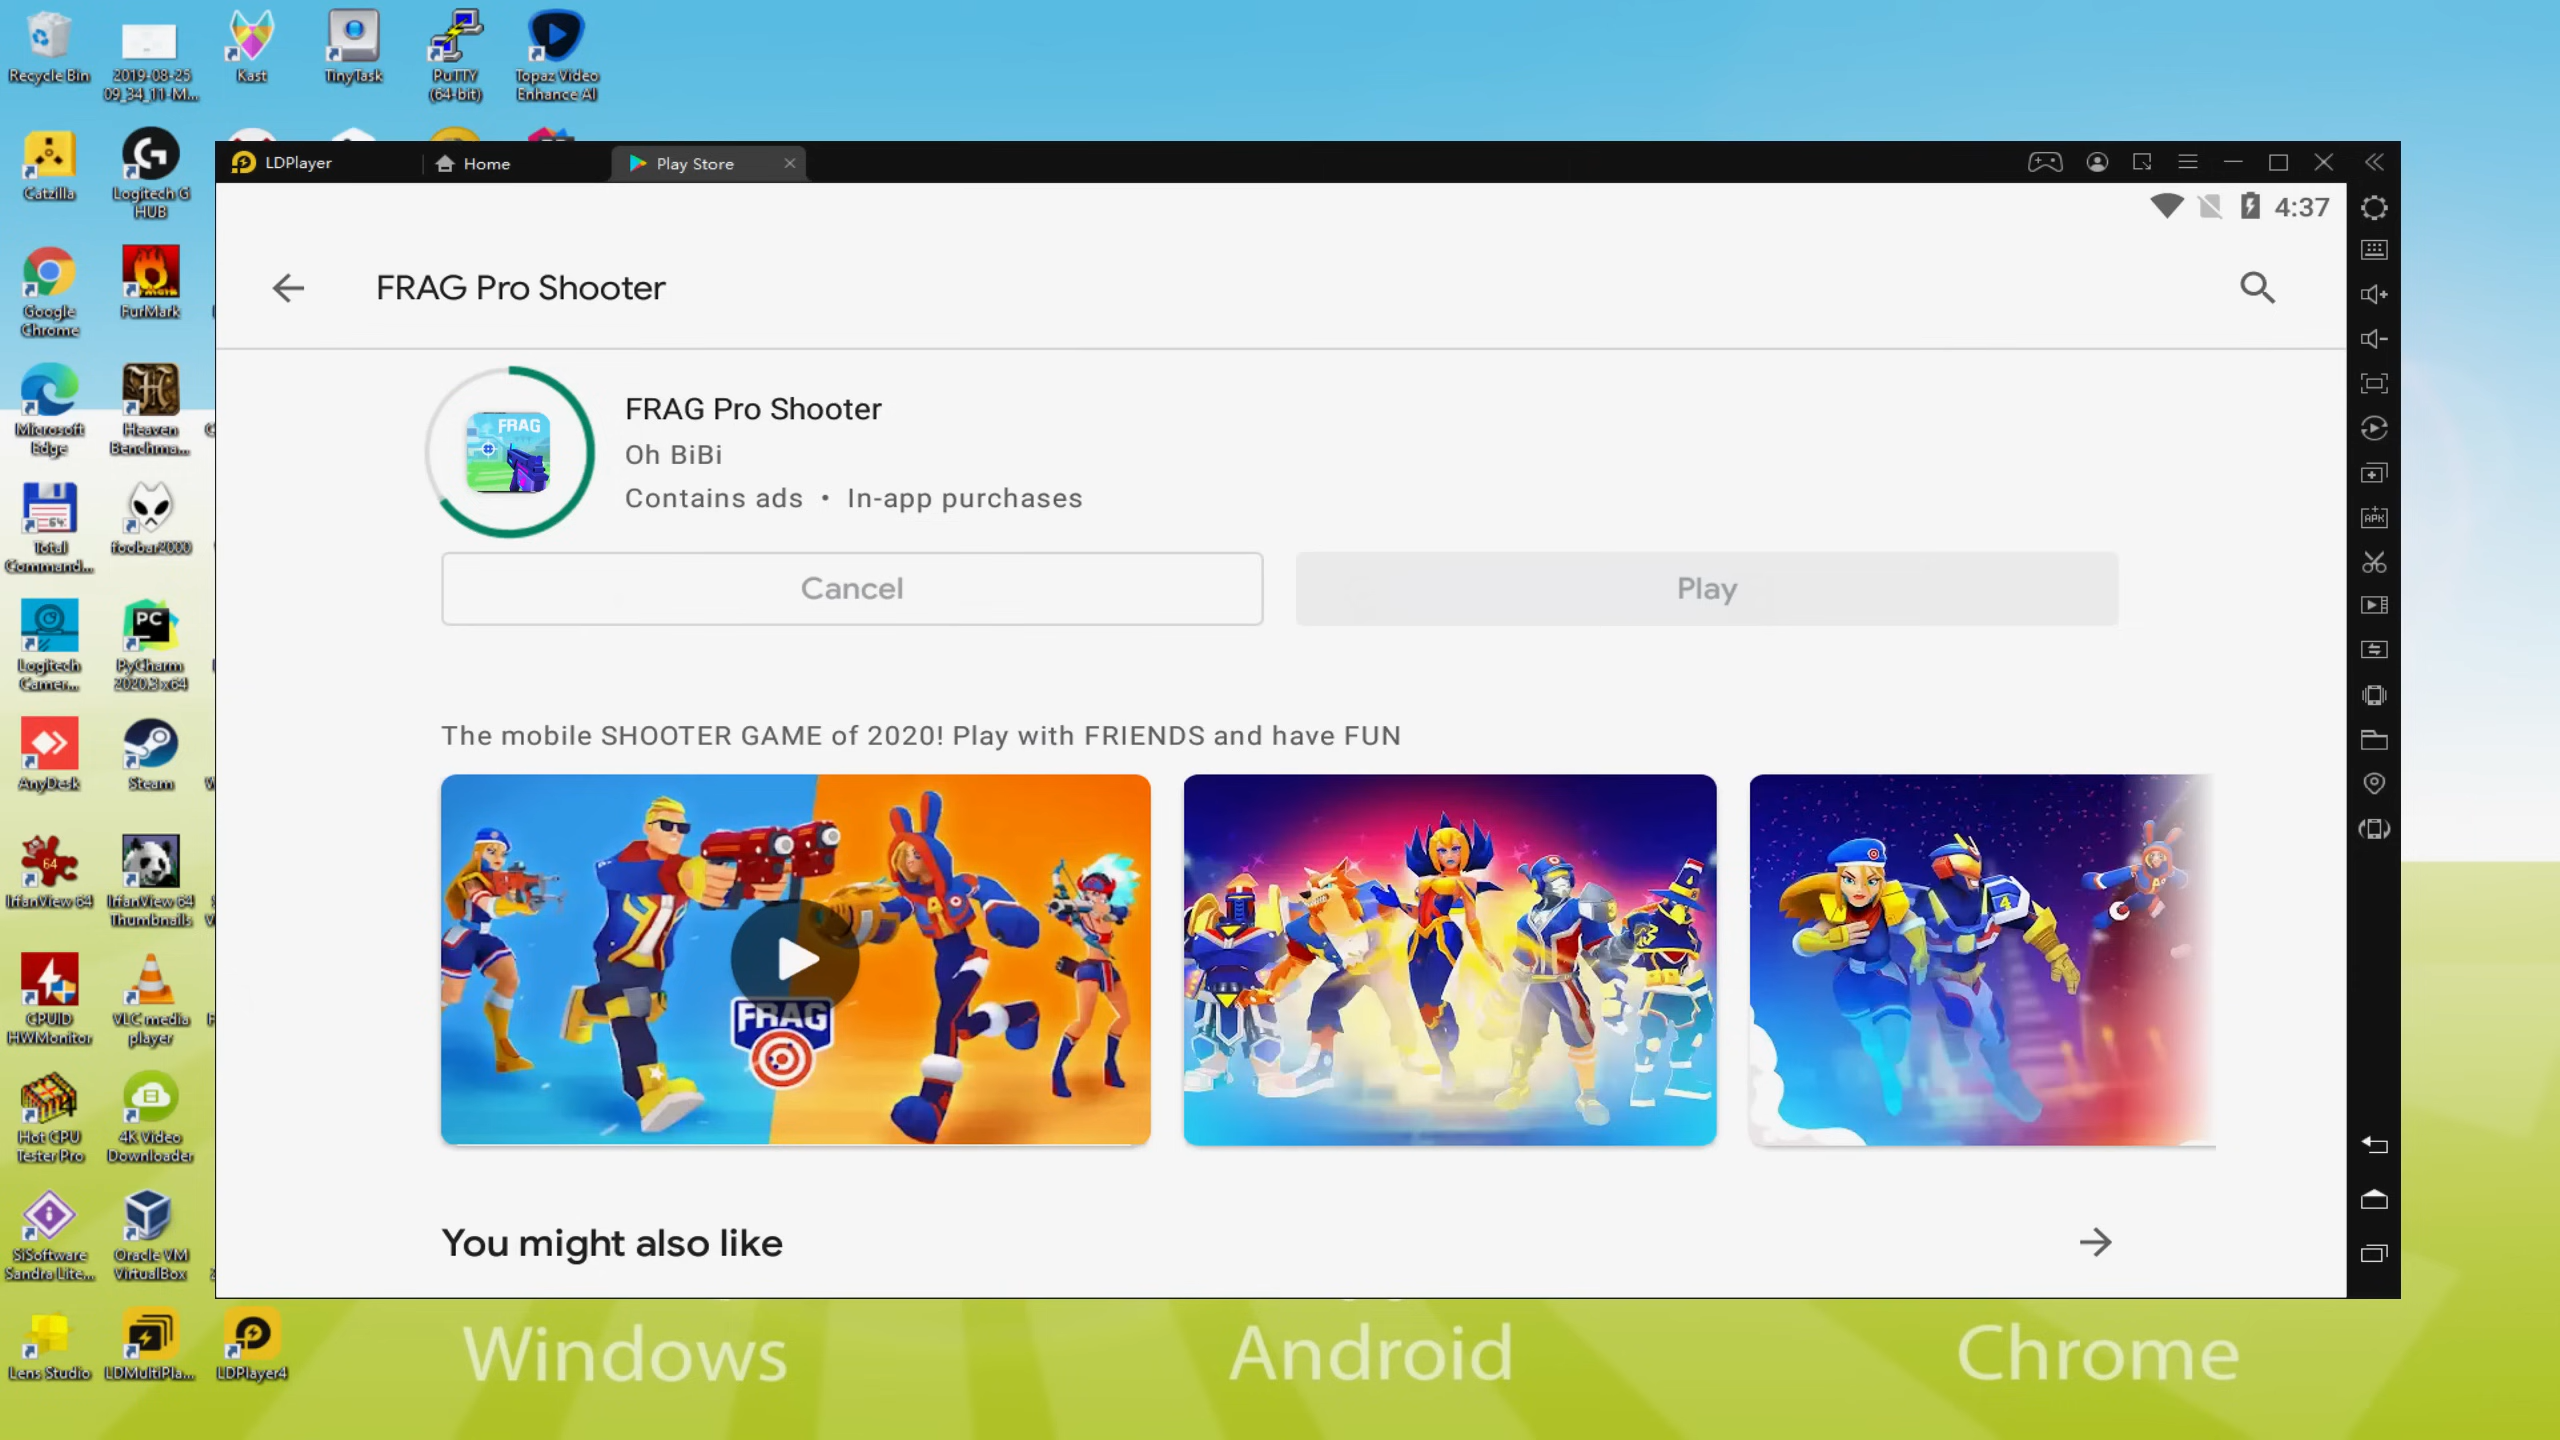 Recycle Bin
2019-08-25
09_34_11-M...
Kast
TinyTask
PuTTY
(64-bit)
Topaz Video
Enhance AI
Catzilla
Logitech G
HUB
Google
Chrome
FurMark
Microsoft
Edge
Heaven
Benchma...
64
Total
Command...
foobar2000
Logitech
Camer...
PC
PyCharm
2020.3 x64
AnyDesk
Steam
64
IrfanView 64
IrfanView 64
Thumbnails
CPUID
HWMonitor
VLC media
player
Hot CPU
Tester Pro
4K Video
Downloader
SiSoftware
Sandra Lite...
Oracle VM
VirtualBox
Lens Studio
LDMultiPla...
LDPlayer4
LDPlayer
Home
Play Store
4:37
FRAG Pro Shooter
FRAG
FRAG Pro Shooter
Oh BiBi
Contains ads • In-app purchases
Cancel
Play
The mobile SHOOTER GAME of 2020! Play with FRIENDS and have FUN
FRAG
4
You might also like
APK
Windows
Android
Chrome